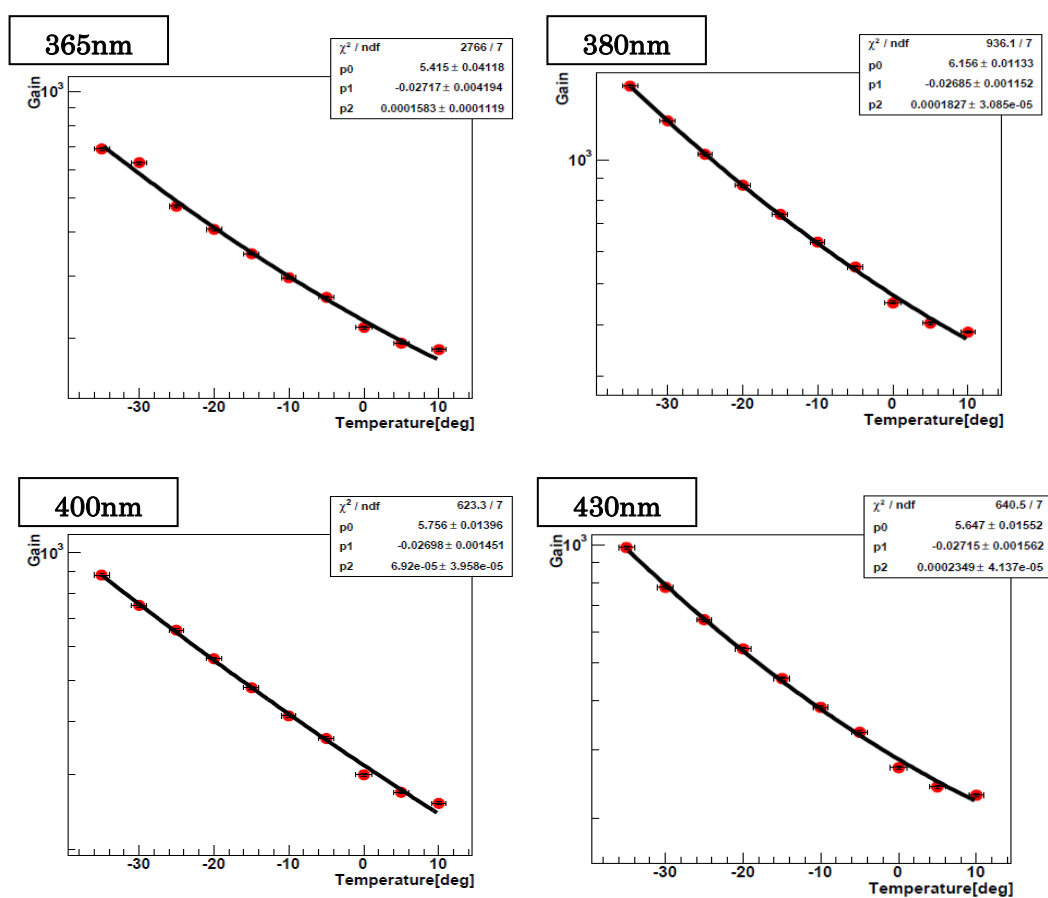 365nm
χ² / ndf 2766 / 7
p0 5.415 ± 0.04118
p1 -0.02717 ± 0.004194
p2 0.0001583 ± 0.0001119
Gain
10³
-30 -20 -10 0 10
Temperature[deg]
380nm
χ² / ndf 936.1 / 7
p0 6.156 ± 0.01133
p1 -0.02685 ± 0.001152
p2 0.0001827 ± 3.085e-05
Gain
10³
-30 -20 -10 0 10
Temperature[deg]
400nm
χ² / ndf 623.3 / 7
p0 5.756 ± 0.01396
p1 -0.02698 ± 0.001451
p2 6.92e-05 ± 3.958e-05
Gain
10³
-30 -20 -10 0 10
Temperature[deg]
430nm
χ² / ndf 640.5 / 7
p0 5.647 ± 0.01552
p1 -0.02715 ± 0.001562
p2 0.0002349 ± 4.137e-05
Gain
10³
-30 -20 -10 0 10
Temperature[deg]